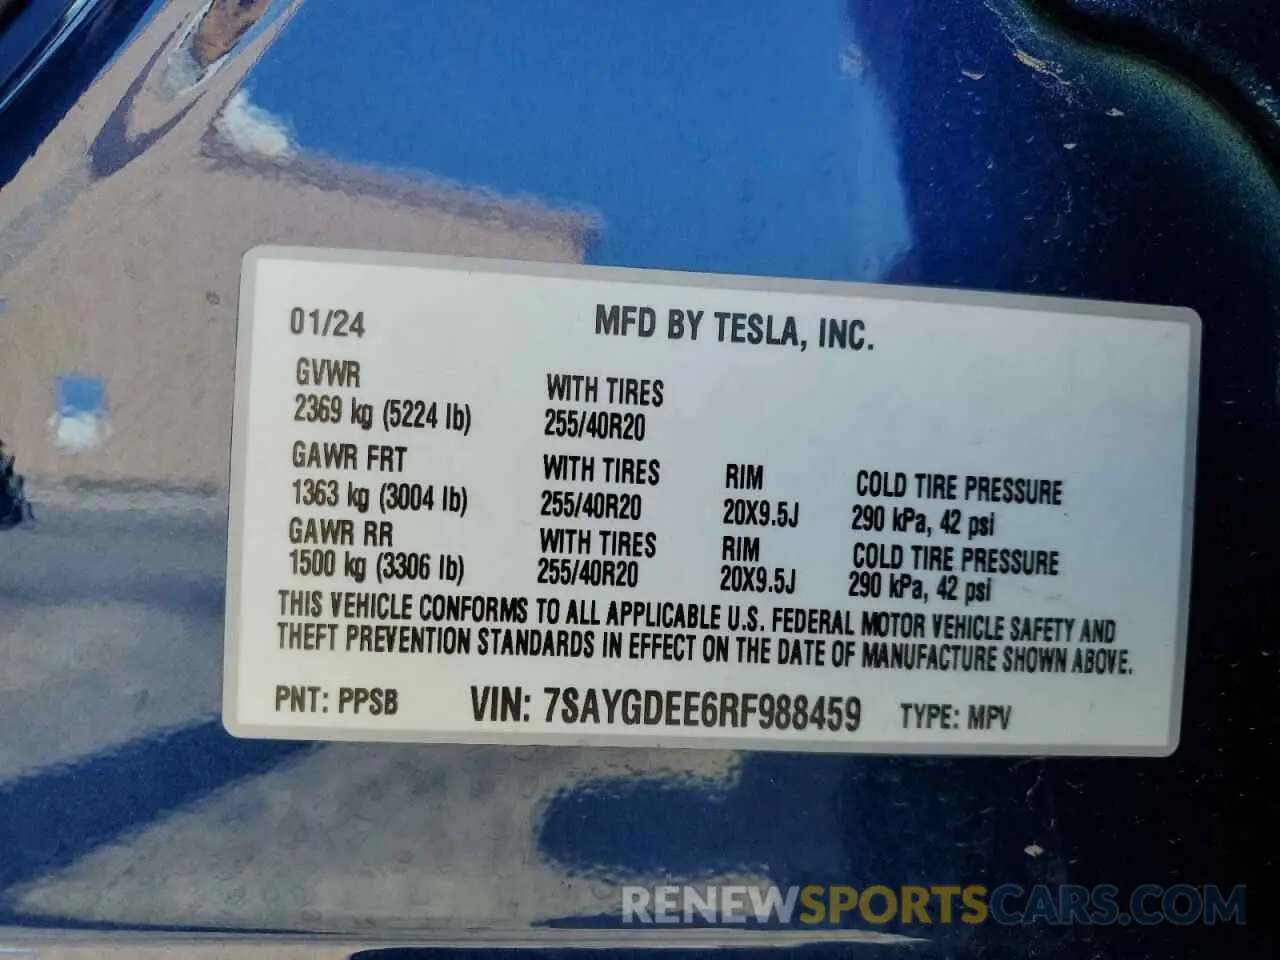 01/24 MFD BY TESLA, INC.
GVWR WITH TIRES
2369 kg (5224 lb) 255/40R20
GAWR FRT WITH TIRES RIM COLD TIRE PRESSURE
1363 kg (3004 lb) 255/40R20 20X9.5J 290 kPa, 42 psi
GAWR RR WITH TIRES RIM COLD TIRE PRESSURE
1500 kg (3306 lb) 255/40R20 20X9.5J 290 kPa, 42 psi
THIS VEHICLE CONFORMS TO ALL APPLICABLE U.S. FEDERAL MOTOR VEHICLE SAFETY AND
THEFT PREVENTION STANDARDS IN EFFECT ON THE DATE OF MANUFACTURE SHOWN ABOVE.
PNT: PPSB VIN: 7SAYGDEE6RF988459 TYPE: MPV
RENEWSPORTSCARS.COM